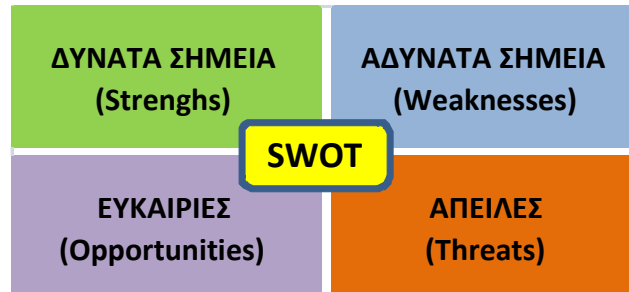 ΔΥΝΑΤΑ ΣΗΜΕΙΑ
(Strenghs)
ΑΔΥΝΑΤΑ ΣΗΜΕΙΑ
(Weaknesses)
SWOT
ΕΥΚΑΙΡΙΕΣ
(Opportunities)
ΑΠΕΙΛΕΣ
(Threats)